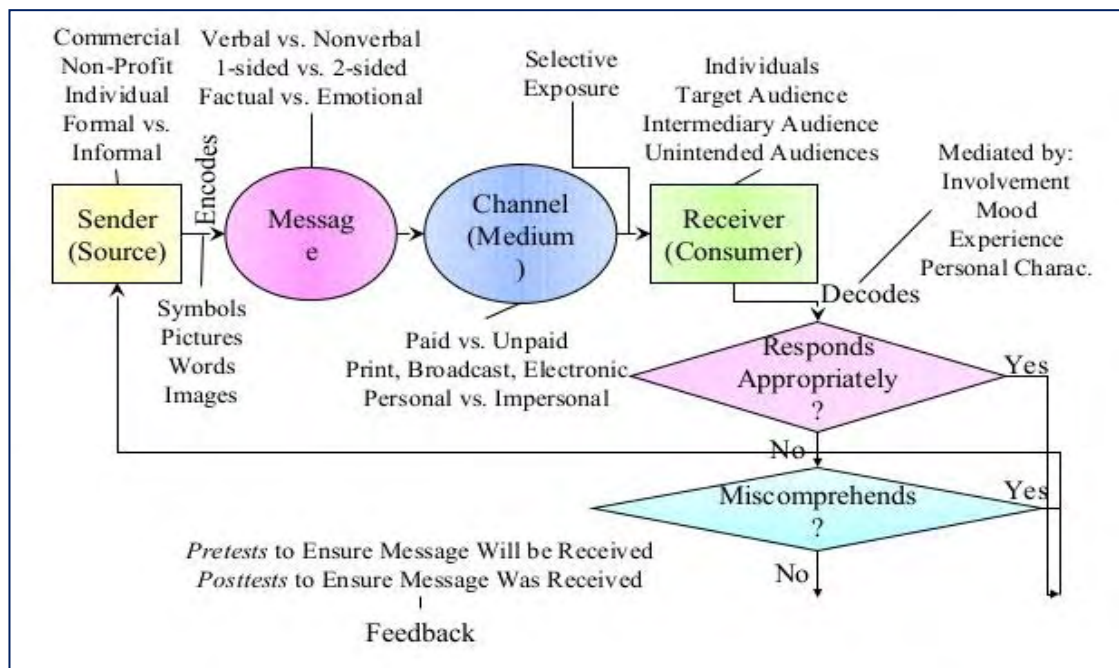 Commercial
Non-Profit
Individual
Formal vs.
Informal
Verbal vs. Nonverbal
1-sided vs. 2-sided
Factual vs. Emotional
Selective
Exposure
Individuals
Target Audience
Intermediary Audience
Unintended Audiences
Mediated by:
Involvement
Mood
Experience
Personal Charac.
Sender
(Source)
Encodes
Messag
e
Channel
(Medium
)
Receiver
(Consumer)
Decodes
Symbols
Pictures
Words
Images
Paid vs. Unpaid
Print, Broadcast, Electronic
Personal vs. Impersonal
Responds
Appropriately
?
Yes
No
Miscomprehends
?
Yes
No
Pretests to Ensure Message Will be Received
Posttests to Ensure Message Was Received
Feedback